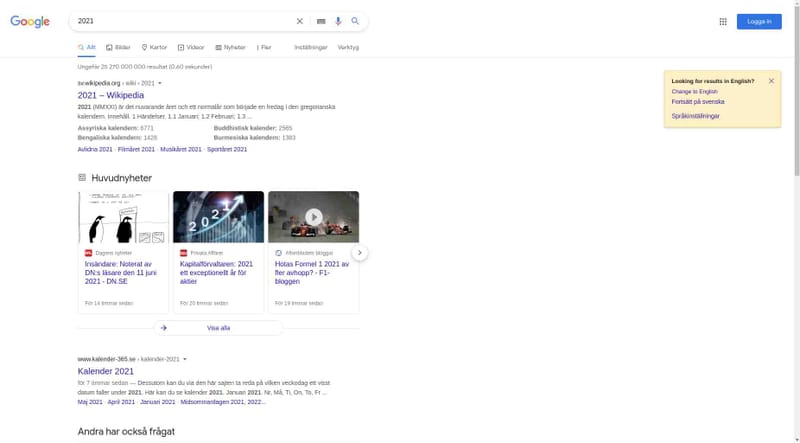 Google
2021
Logga in
Allt
Bilder
Kartor
Videor
Nyheter
Fler
Inställningar
Verktyg
Ungefär 25 270 000 000 resultat (0,60 sekunder)
Looking for results in English?
Change to English
Fortsätt på svenska
Språkinställningar
sv.wikipedia.org › wiki › 2021
2021 – Wikipedia
2021 (MMXXI) är det nuvarande året och ett normalår som började en fredag i den gregorianska
kalendern. Innehåll. 1 Händelser. 1.1 Januari; 1.2 Februari; 1.3 ...
Assyriska kalendern: 6771
Buddhistisk kalender: 2565
Bengaliska kalendern: 1428
Burmesiska kalendern: 1383
Avlidna 2021 · Filmåret 2021 · Musikåret 2021 · Sportåret 2021
Huvudnyheter
2021
Dagens nyheter
Insändare: Noterat av
DN:s läsare den 11 juni
2021 - DN.SE
För 14 timmar sedan
Privata Affärer
Kapitalförvaltaren: 2021
ett exceptionellt år för
aktier
För 20 timmar sedan
Aftonbladets bloggar
Hotas Formel 1 2021 av
fler avhopp? - F1-
bloggen
För 19 timmar sedan
Visa alla
www.kalender-365.se › kalender-2021
Kalender 2021
för 7 timmar sedan — Dessutom kan du via den här sajten ta reda på vilken veckodag ett visst
datum faller under 2021. Här kan du se kalender 2021. Januari 2021. Nr, Må, Ti, On, To, Fr ...
Maj 2021 · April 2021 · Januari 2021 · Midsommardagen 2021, 2022...
Andra har också frågat